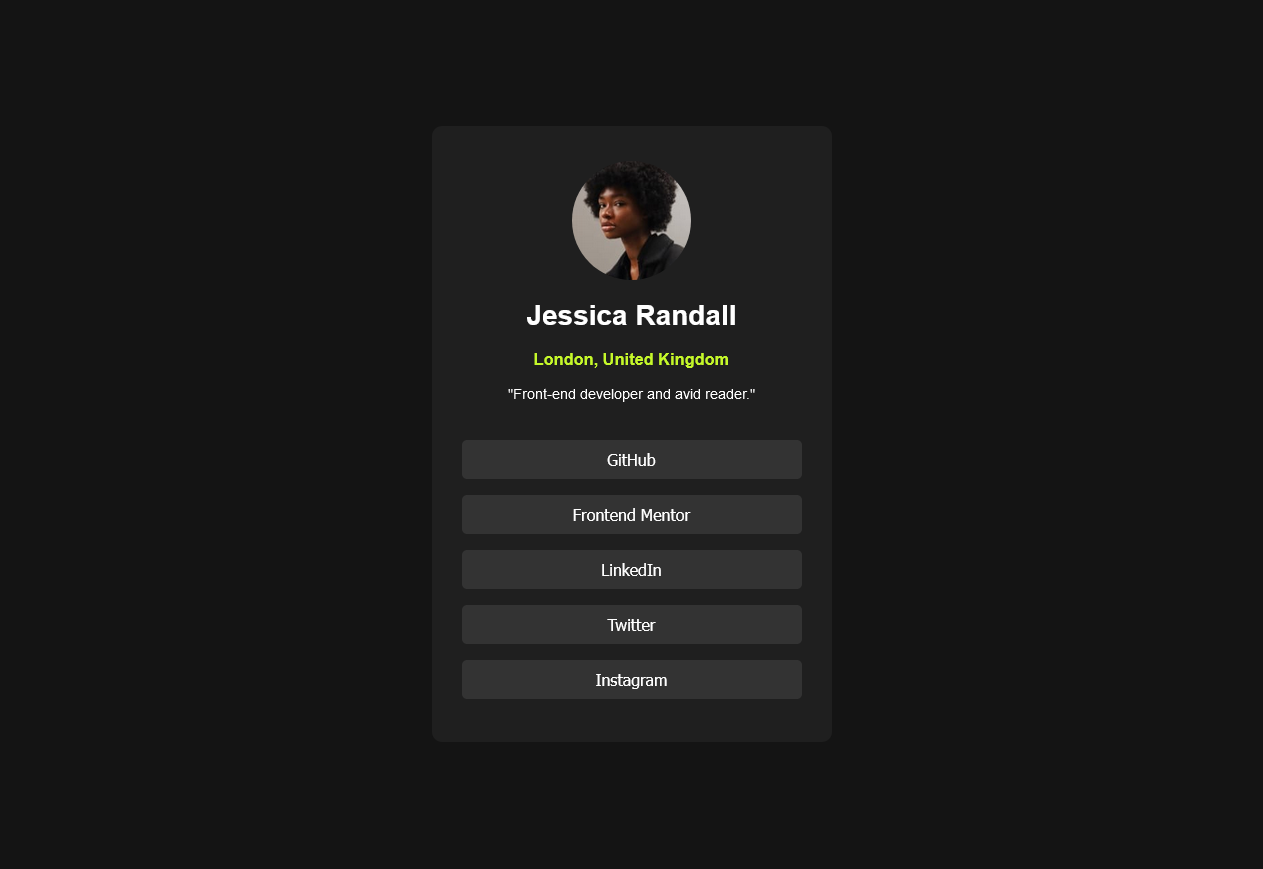 Jessica Randall
London, United Kingdom
"Front-end developer and avid reader."
GitHub
Frontend Mentor
LinkedIn
Twitter
Instagram